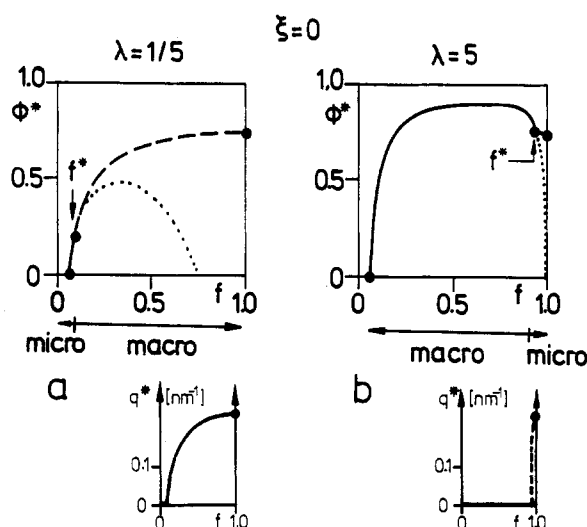 ξ=0
λ=1/5
λ=5
1.0
Φ*
f*
0.5
0
0 0.5 f 1.0
micro macro
1.0
Φ*
f*
0.5
0
0 0.5 f 1.0
macro micro
a
q* [nm⁻¹]
0.1
0
0 f 1.0
b
q* [nm⁻¹]
0.1
0
0 f 1.0